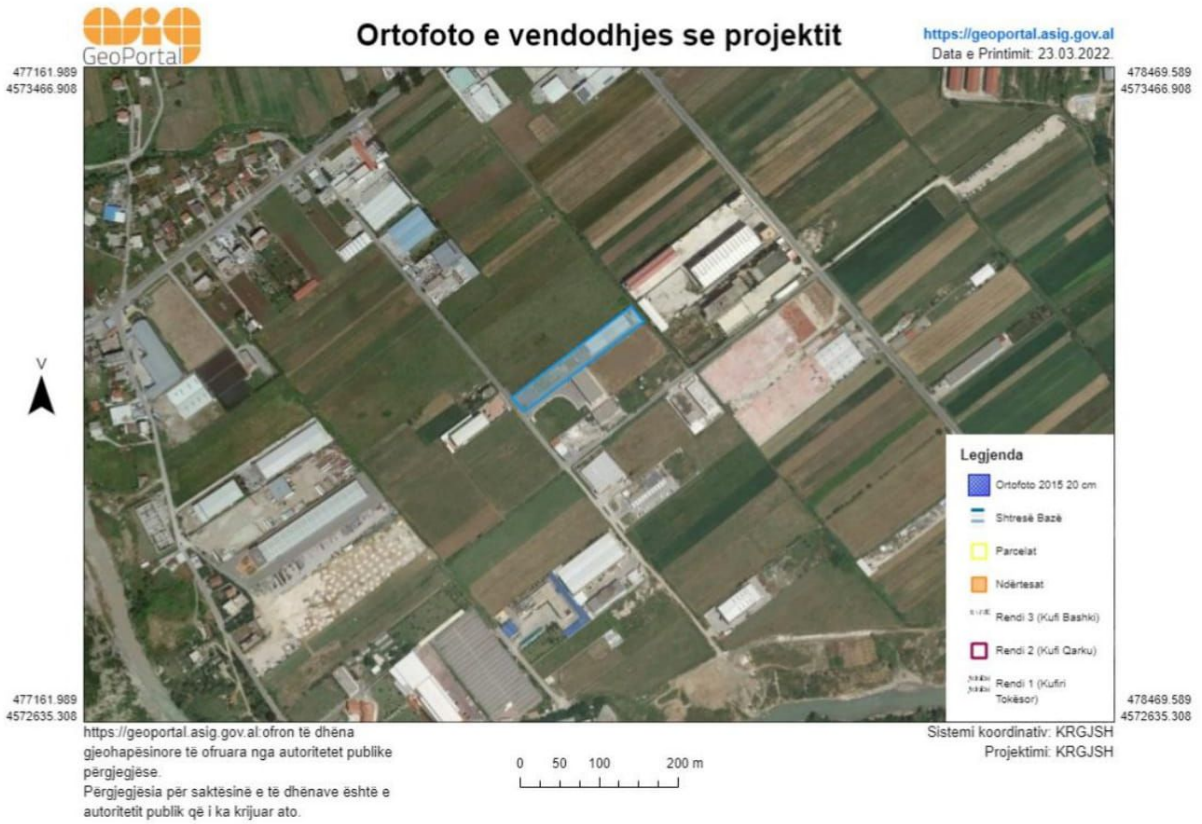 asig
GeoPortal
Ortofoto e vendodhjes se projektit
https://geoportal.asig.gov.al
Data e Printimit: 23.03.2022.
477161.989
4573466.908
478469.589
4573466.908
V
Legjenda
Ortofoto 2015 20 cm
Shtresë Bazë
Parcelat
Ndërtesat
Rendi 3 (Kufi Bashki)
Rendi 2 (Kufi Qarku)
Rendi 1 (Kufiri
Tokësor)
477161.989
4572635.308
478469.589
4572635.308
https://geoportal.asig.gov.al:ofron të dhëna
gjeohapësinore të ofruara nga autoritetet publike
përgjegjëse.
Përgjegjësia për saktësinë e të dhënave është e
autoritetit publik që i ka krijuar ato.
0 50 100 200 m
Sistemi koordinativ: KRGJSH
Projektimi: KRGJSH